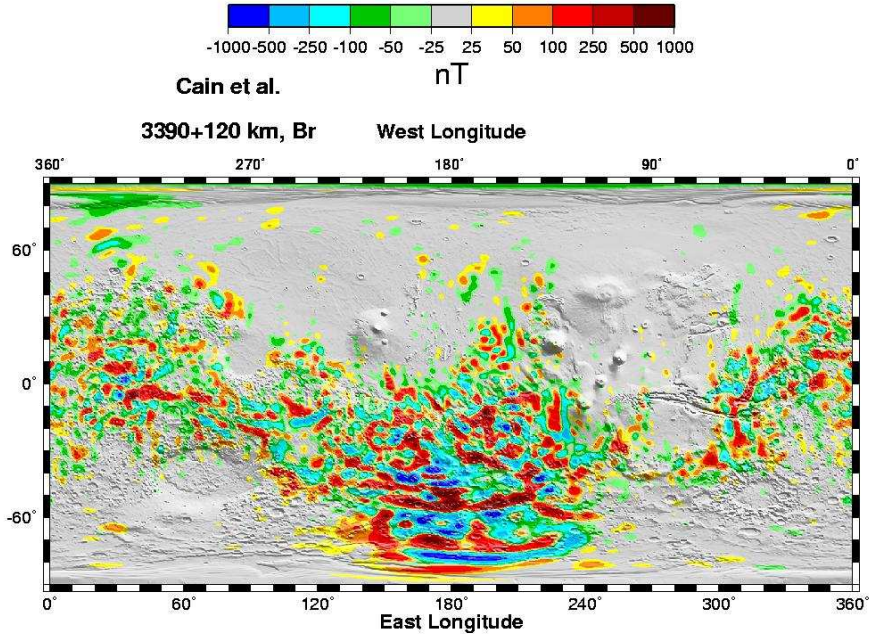 -1000 -500 -250 -100 -50 -25 25 50 100 250 500 1000
nT
Cain et al.
3390+120 km, Br
West Longitude
360° 270° 180° 90° 0°
60°
0°
-60°
0° 60° 120° 180° 240° 300° 360°
East Longitude